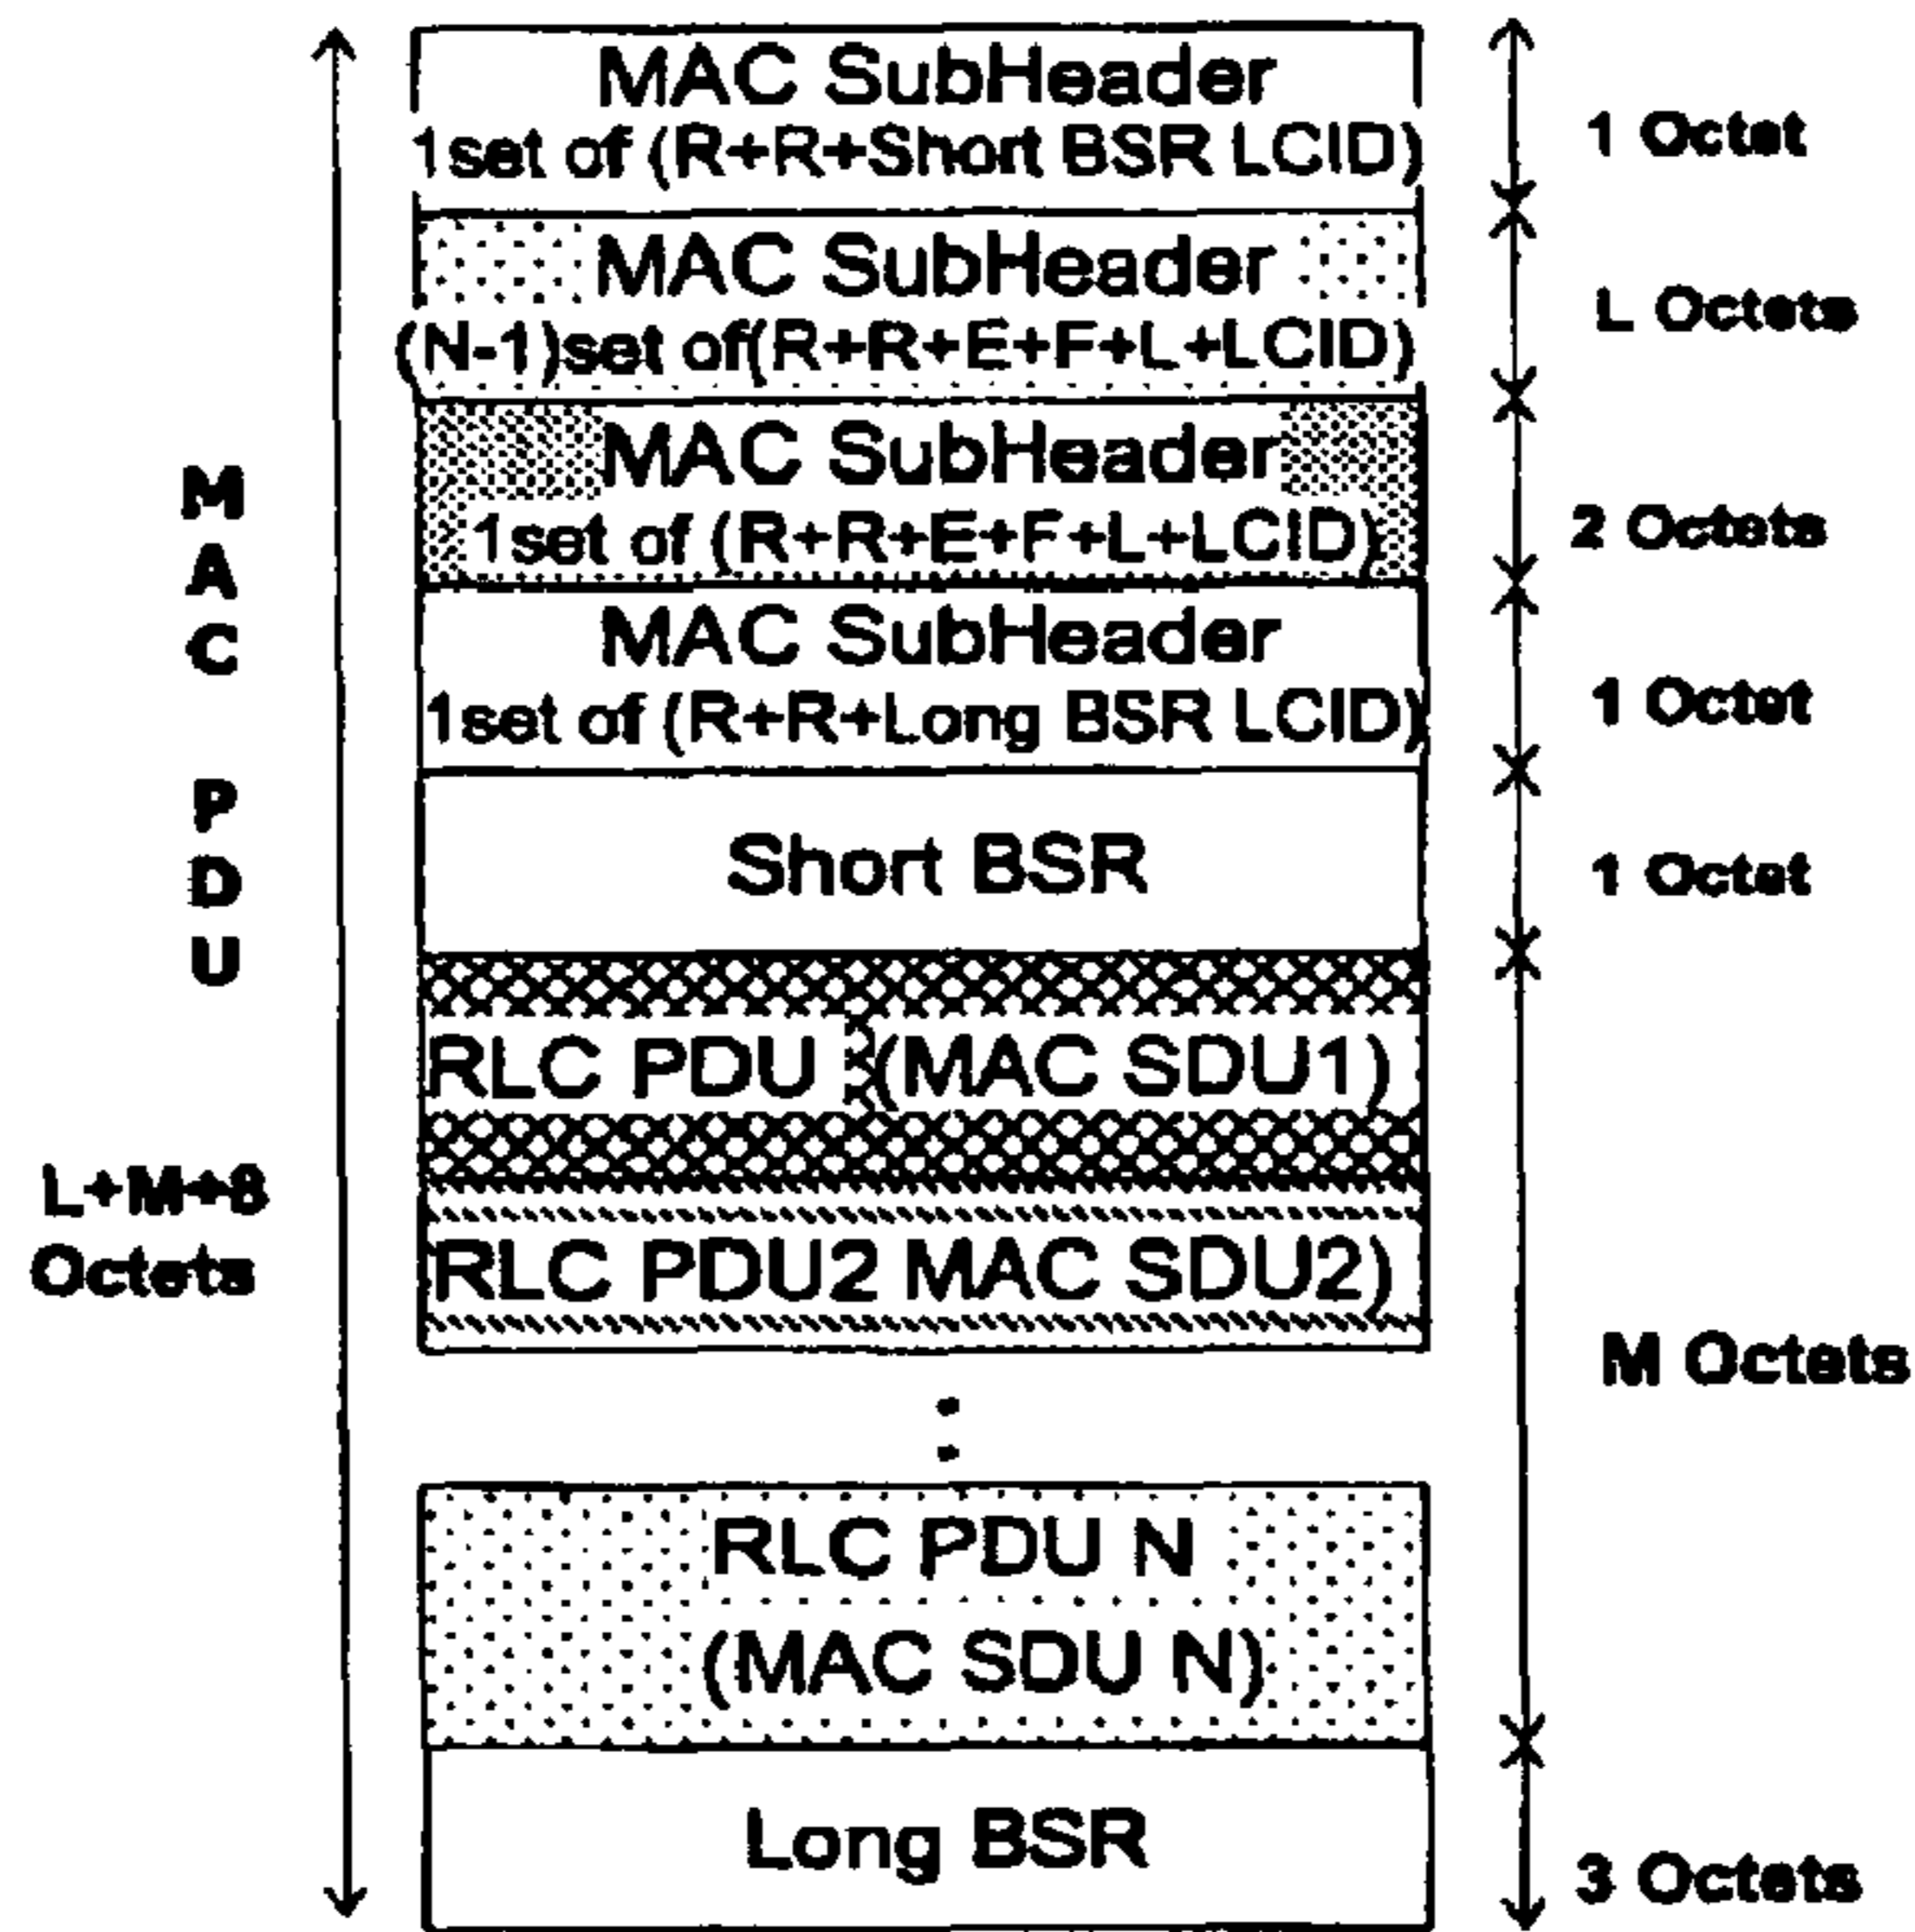 MAC SubHeader
1set of (R+R+Short BSR LCID)
1 Octet
MAC SubHeader
(N-1)set of(R+R+E+F+L+LCID)
L Octets
MAC SubHeader
1set of (R+R+E+F+L+LCID)
2 Octets
MAC SubHeader
1set of (R+R+Long BSR LCID)
1 Octet
MAC PDU
Short BSR
1 Octet
RLC PDU (MAC SDU1)
L+M+8
Octets
RLC PDU2 MAC SDU2)
M Octets
RLC PDU N
(MAC SDU N)
Long BSR
3 Octets